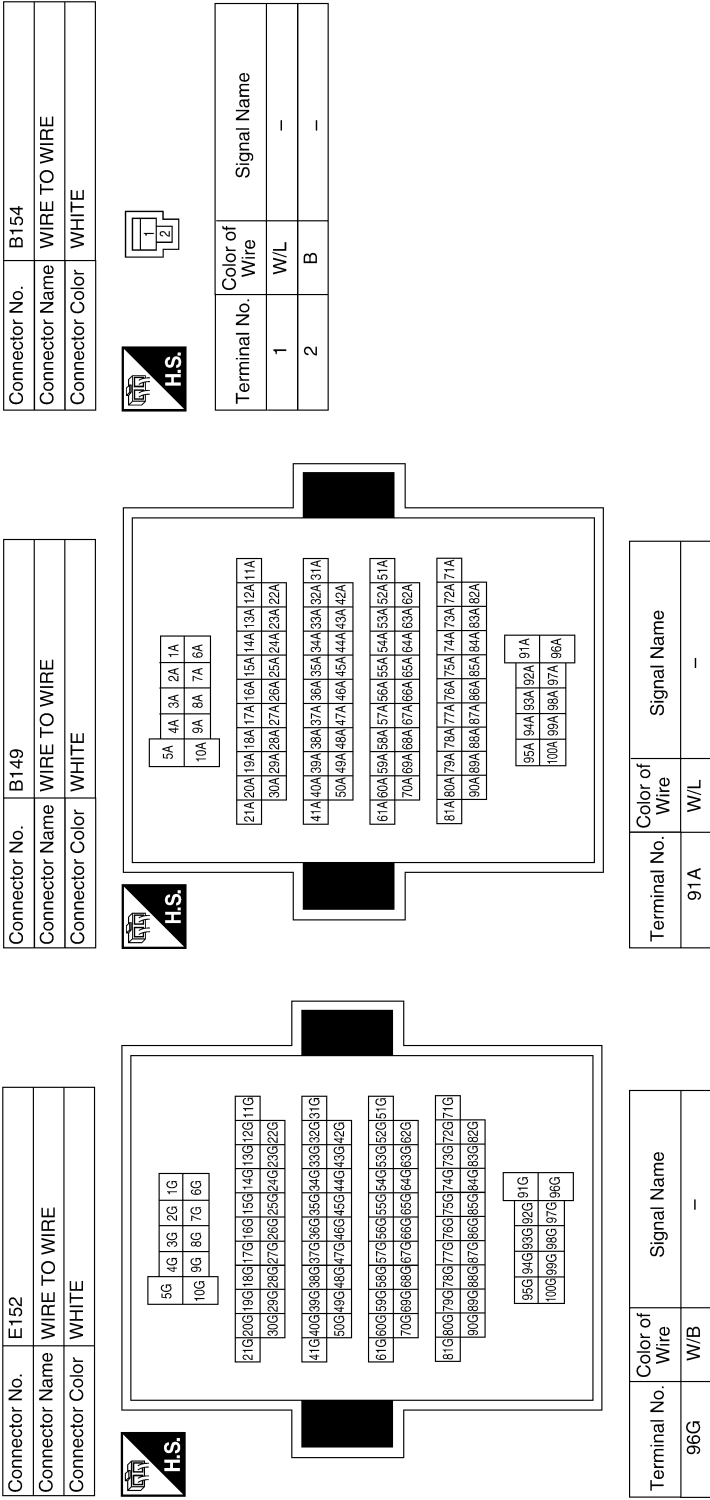 Connector No. E152
Connector Name WIRE TO WIRE
Connector Color WHITE
H.S.
5G 4G 3G 2G 1G
10G 9G 8G 7G 6G
21G 20G 19G 18G 17G 16G 15G 14G 13G 12G 11G
30G 29G 28G 27G 26G 25G 24G 23G 22G
41G 40G 39G 38G 37G 36G 35G 34G 33G 32G 31G
50G 49G 48G 47G 46G 45G 44G 43G 42G
61G 60G 59G 58G 57G 56G 55G 54G 53G 52G 51G
70G 69G 68G 67G 66G 65G 64G 63G 62G
81G 80G 79G 78G 77G 76G 75G 74G 73G 72G 71G
90G 89G 88G 87G 86G 85G 84G 83G 82G
95G 94G 93G 92G 91G
100G 99G 98G 97G 96G
Terminal No. Color of Wire Signal Name
96G W/B –
Connector No. B149
Connector Name WIRE TO WIRE
Connector Color WHITE
H.S.
5A 4A 3A 2A 1A
10A 9A 8A 7A 6A
21A 20A 19A 18A 17A 16A 15A 14A 13A 12A 11A
30A 29A 28A 27A 26A 25A 24A 23A 22A
41A 40A 39A 38A 37A 36A 35A 34A 33A 32A 31A
50A 49A 48A 47A 46A 45A 44A 43A 42A
61A 60A 59A 58A 57A 56A 55A 54A 53A 52A 51A
70A 69A 68A 67A 66A 65A 64A 63A 62A
81A 80A 79A 78A 77A 76A 75A 74A 73A 72A 71A
90A 89A 88A 87A 86A 85A 84A 83A 82A
95A 94A 93A 92A 91A
100A 99A 98A 97A 96A
Terminal No. Color of Wire Signal Name
91A W/L –
Connector No. B154
Connector Name WIRE TO WIRE
Connector Color WHITE
H.S.
1
2
Terminal No. Color of Wire Signal Name
1 W/L –
2 B –